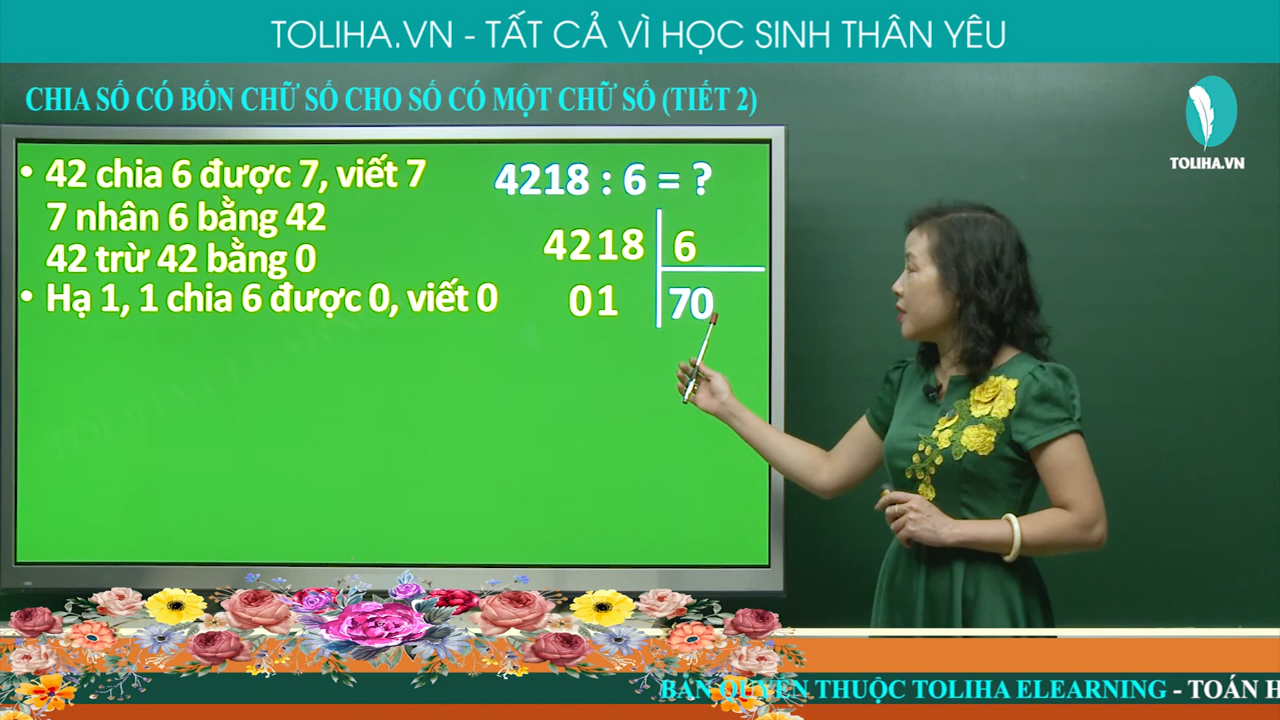 TOLIHA.VN - TẤT CẢ VÌ HỌC SINH THÂN YÊU
CHIA SỐ CÓ BỐN CHỮ SỐ CHO SỐ CÓ MỘT CHỮ SỐ (TIẾT 2)
TOLIHA.VN
• 42 chia 6 được 7, viết 7
7 nhân 6 bằng 42
42 trừ 42 bằng 0
• Hạ 1, 1 chia 6 được 0, viết 0
4218 : 6 = ?
4218 6
01 70
BẢN QUYỀN THUỘC TOLIHA ELEARNING - TOÁN H